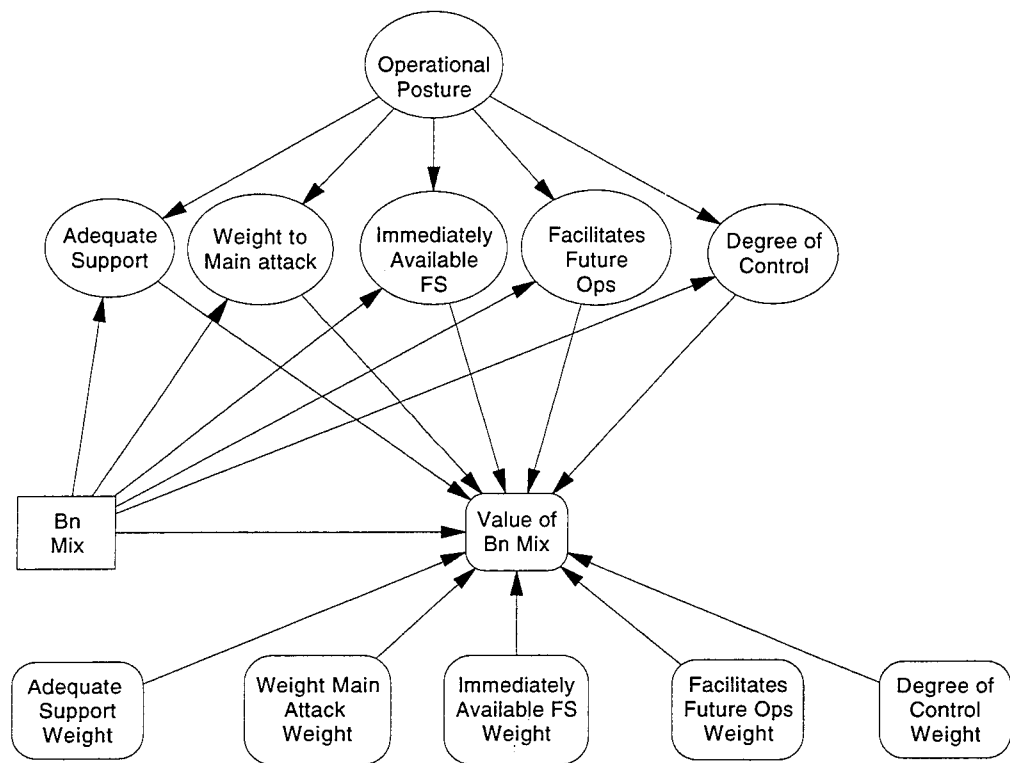 Operational
Posture
Adequate
Support
Weight to
Main attack
Immediately
Available
FS
Facilitates
Future
Ops
Degree of
Control
Bn
Mix
Value of
Bn Mix
Adequate
Support
Weight
Weight Main
Attack
Weight
Immediately
Available FS
Weight
Facilitates
Future Ops
Weight
Degree of
Control
Weight